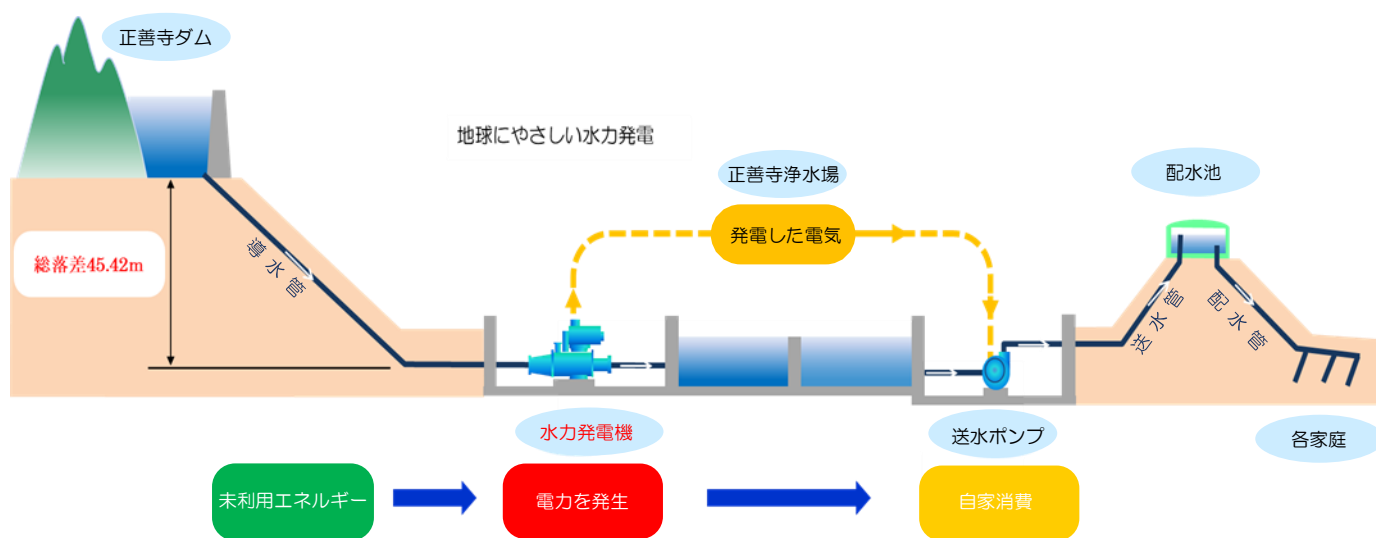 正善寺ダム
地球にやさしい水力発電
正善寺浄水場
配水池
発電した電気
総落差45.42m
導水管
送水管
配水管
水力発電機
送水ポンプ
各家庭
未利用エネルギー
電力を発生
自家消費